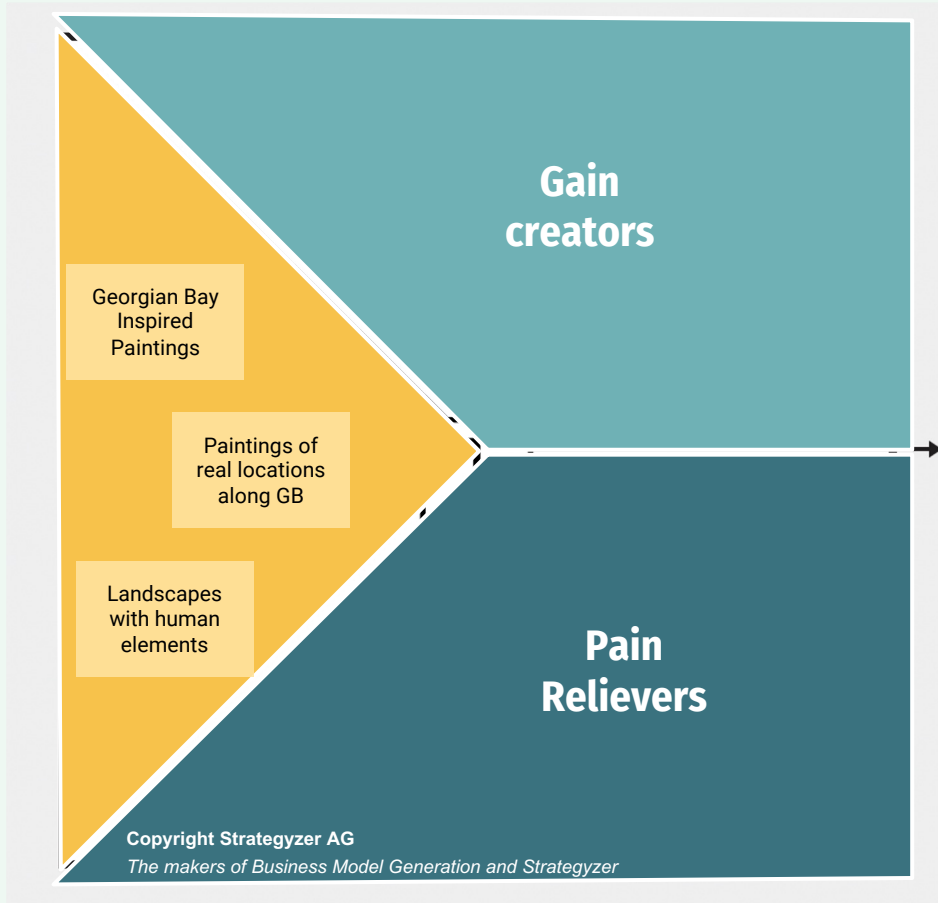 Gain
creators
Georgian Bay
Inspired
Paintings
Paintings of
real locations
along GB
Landscapes
with human
elements
Pain
Relievers
Copyright Strategyzer AG
The makers of Business Model Generation and Strategyzer